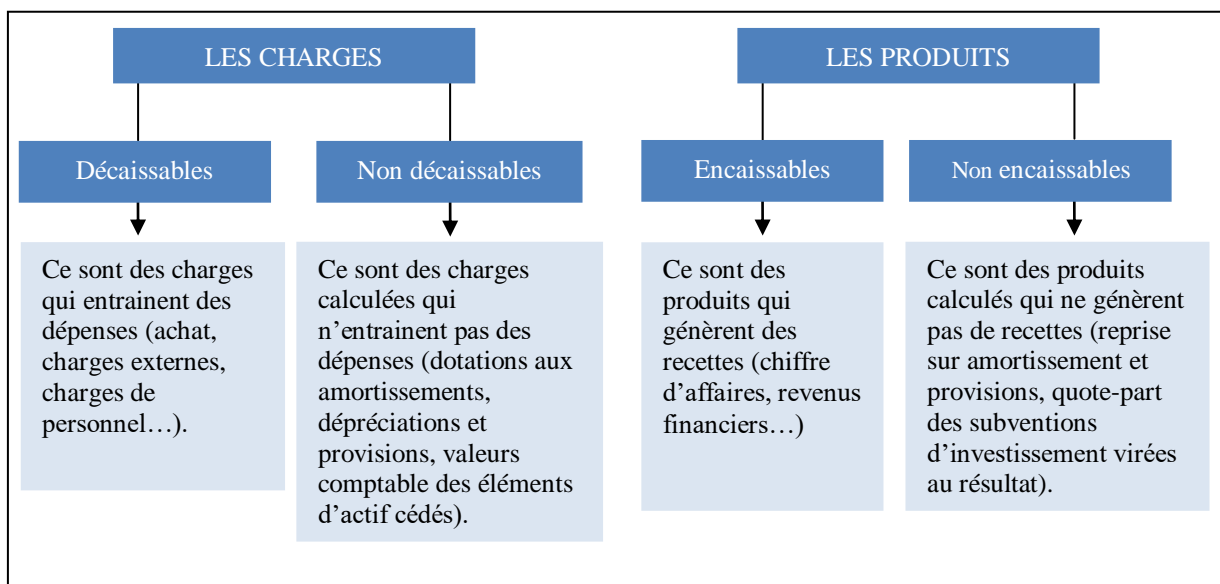 LES CHARGES
Décaissables
Ce sont des charges
qui entrainent des
dépenses (achat,
charges externes,
charges de
personnel…).
Non décaissables
Ce sont des charges
calculées qui
n’entrainent pas des
dépenses (dotations aux
amortissements,
dépréciations et
provisions, valeurs
comptable des éléments
d’actif cédés).
LES PRODUITS
Encaissables
Ce sont des
produits qui
génèrent des
recettes (chiffre
d’affaires, revenus
financiers…)
Non encaissables
Ce sont des produits
calculés qui ne génèrent
pas de recettes (reprise
sur amortissement et
provisions, quote-part
des subventions
d’investissement virées
au résultat).